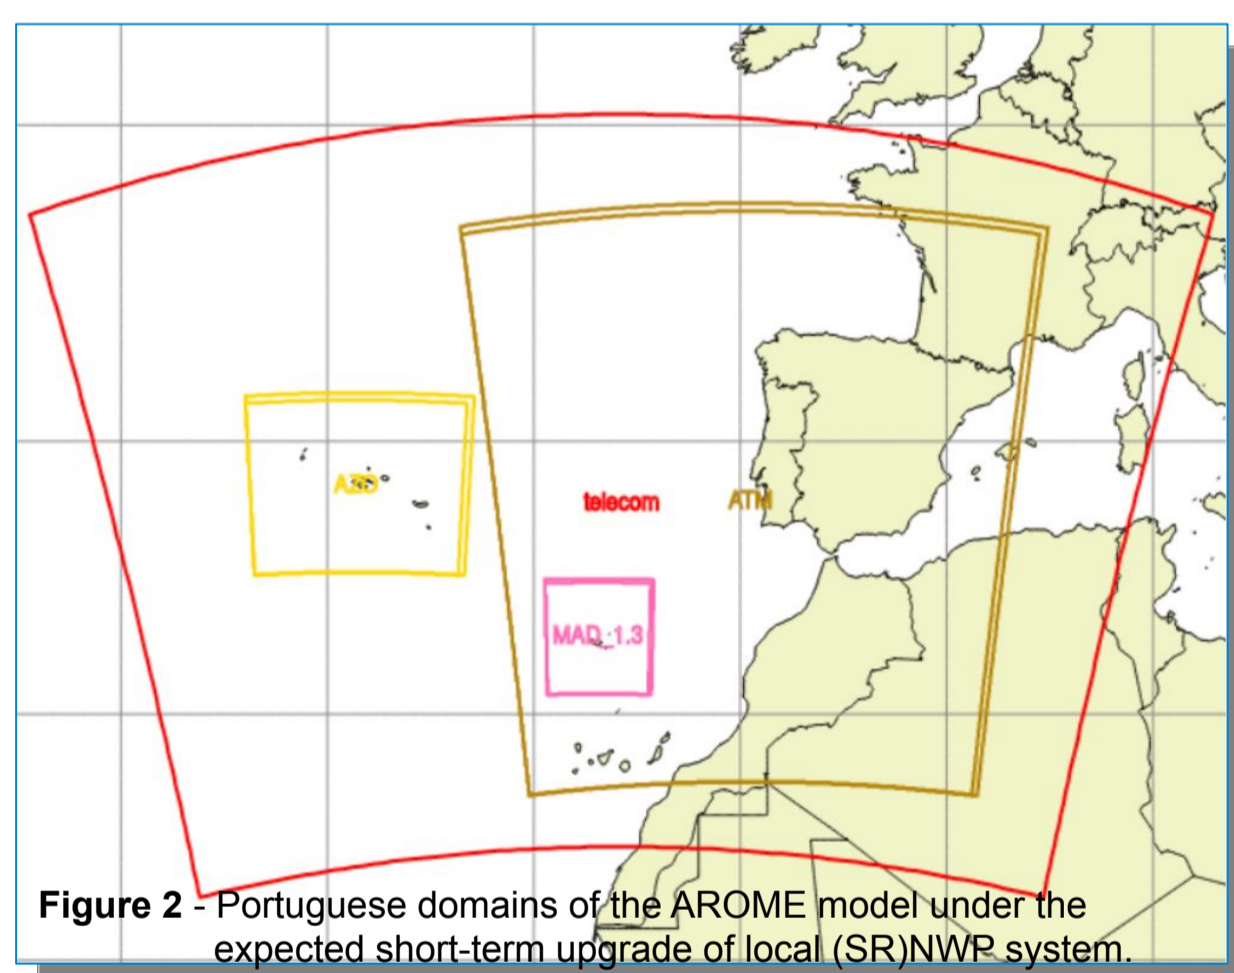 AZO
telecom
ATM
MAD_1.3
Figure 2 - Portuguese domains of the AROME model under the
expected short-term upgrade of local (SR)NWP system.